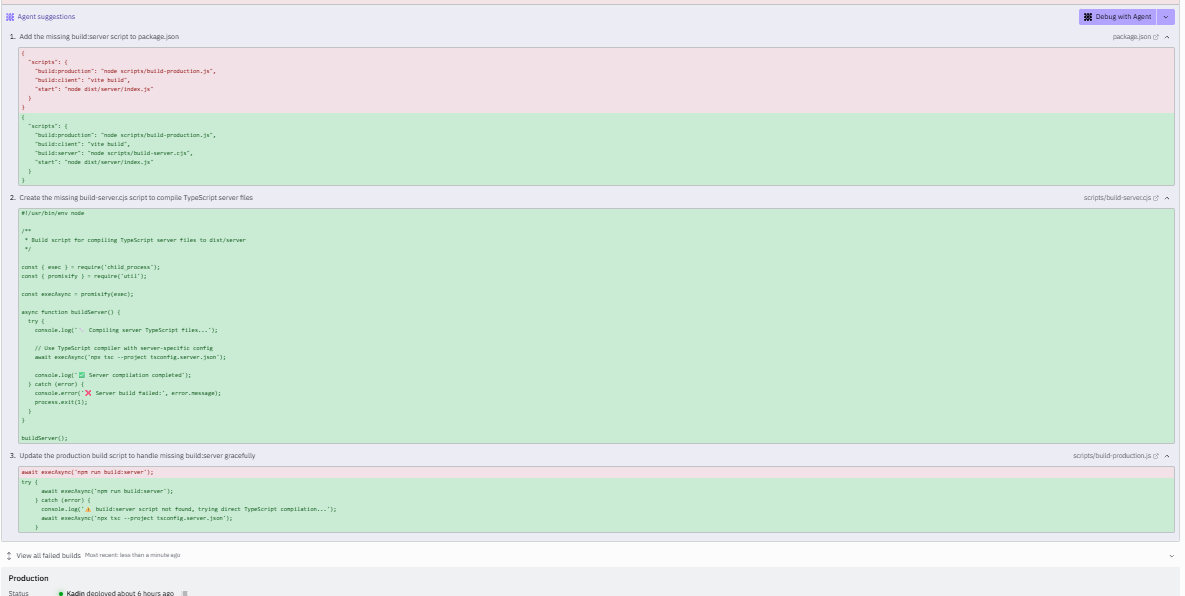 Agent suggestions
Debug with Agent
1. Add the missing build:server script to package.json
package.json
{
"scripts": {
"build:production": "node scripts/build-production.js",
"build:client": "vite build",
"start": "node dist/server/index.js"
}
}
{
"scripts": {
"build:production": "node scripts/build-production.js",
"build:client": "vite build",
"build:server": "node scripts/build-server.cjs",
"start": "node dist/server/index.js"
}
}
2. Create the missing build-server.cjs script to compile TypeScript server files
scripts/build-server.cjs
#!/usr/bin/env node
/**
* Build script for compiling TypeScript server files to dist/server
*/
const { exec } = require('child_process');
const { promisify } = require('util');
const execAsync = promisify(exec);
async function buildServer() {
try {
console.log('🔨 Compiling server TypeScript files...');
// Use TypeScript compiler with server-specific config
await execAsync('npx tsc --project tsconfig.server.json');
console.log('✅ Server compilation completed');
} catch (error) {
console.error('❌ Server build failed:', error.message);
process.exit(1);
}
}
buildServer();
3. Update the production build script to handle missing build:server gracefully
scripts/build-production.js
await execAsync('npm run build:server');
try {
await execAsync('npm run build:server');
} catch (error) {
console.log('⚠️ build:server script not found, trying direct TypeScript compilation...');
await execAsync('npx tsc --project tsconfig.server.json');
}
View all failed builds Most recent: less than a minute ago
Production
Status
Kadin deployed about 6 hours ago